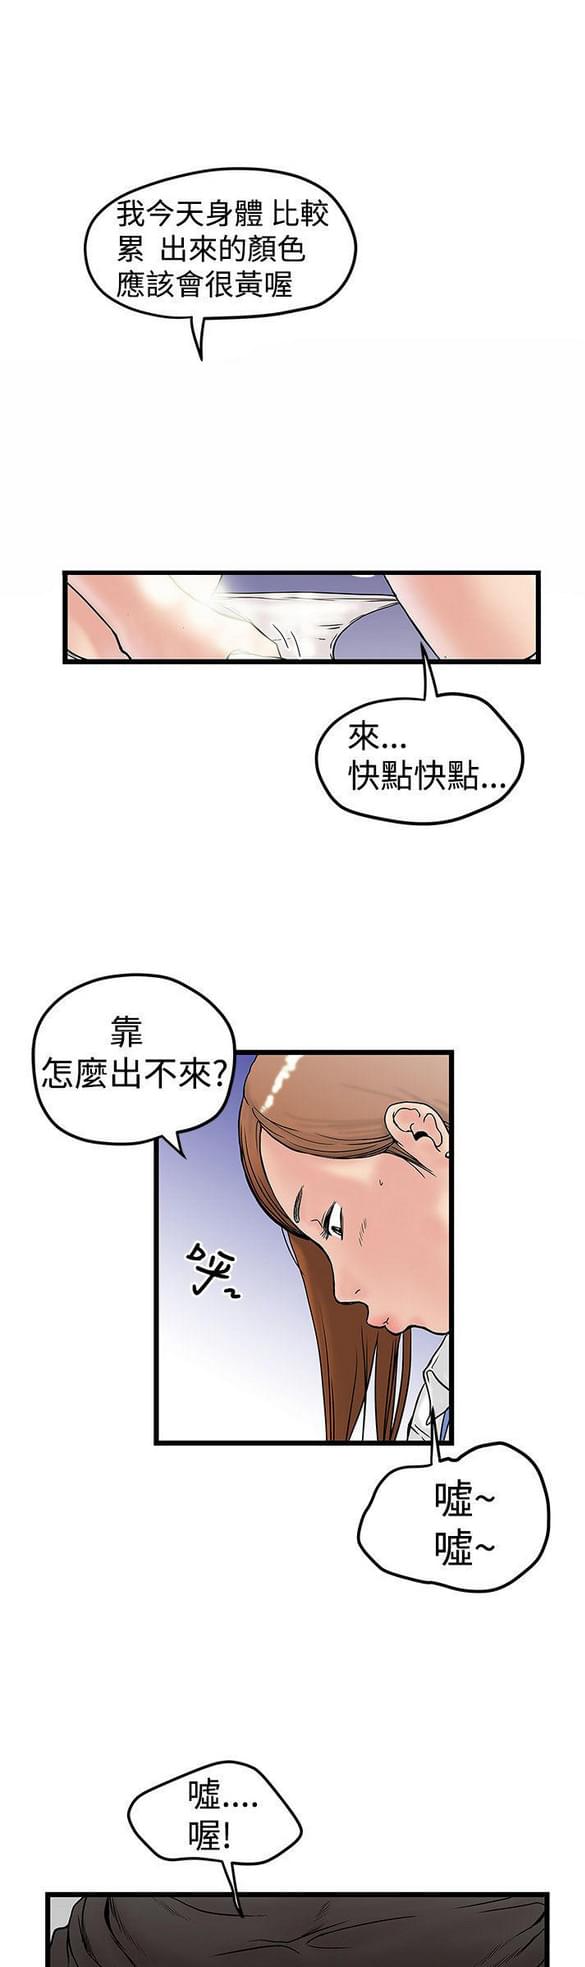 我今天身體 比較
累 出來的顏色
應該會很黃喔
來...
快點快點...
靠
怎麼出不來?
呼~
噓~
噓~
噓....
喔!